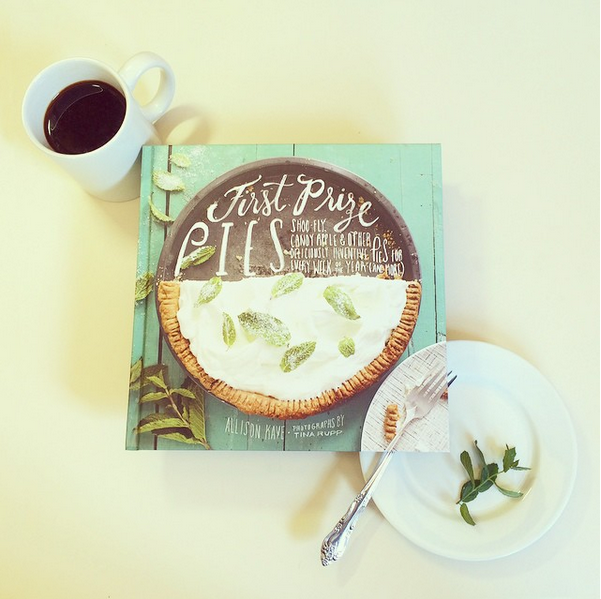 First Prize
PIES
SHOO-FLY,
CANDY APPLE & OTHER
DELICIOUSLY INVENTIVE PIES FOR
EVERY WEEK OF THE YEAR (AND MORE)
ALLISON KAVE • PHOTOGRAPHS BY
TINA RUPP